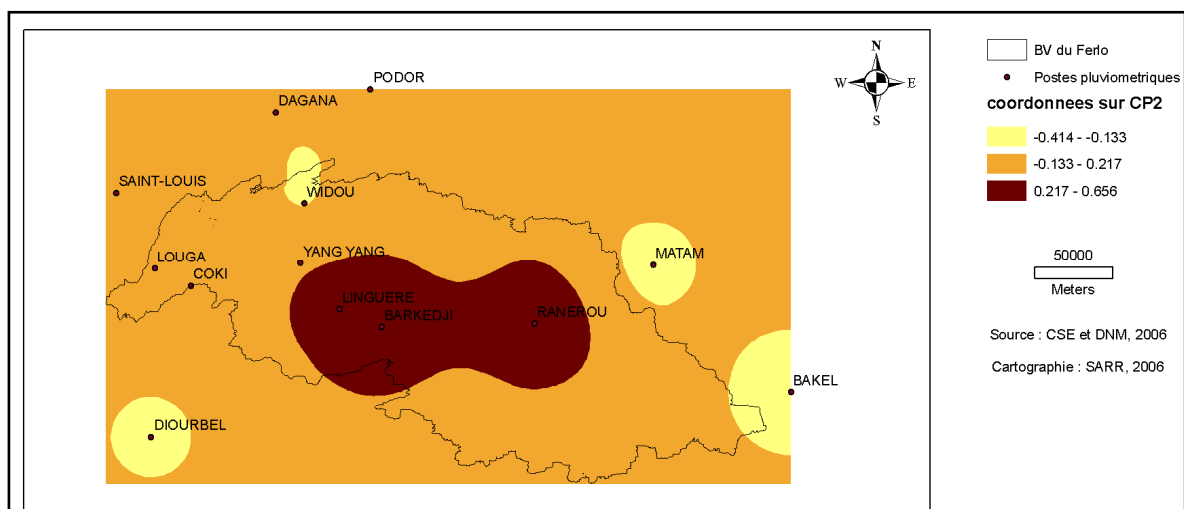 N
W E
S
PODOR
DAGANA
SAINT-LOUIS
WIDOU
LOUGA
COKI
YANG YANG
MATAM
LINGUERE
BARKEDJI
RANEROU
BAKEL
DIOURBEL
BV du Ferlo
Postes pluviometriques
coordonnees sur CP2
-0.414 - -0.133
-0.133 - 0.217
0.217 - 0.656
50000
Meters
Source : CSE et DNM, 2006
Cartographie : SARR, 2006